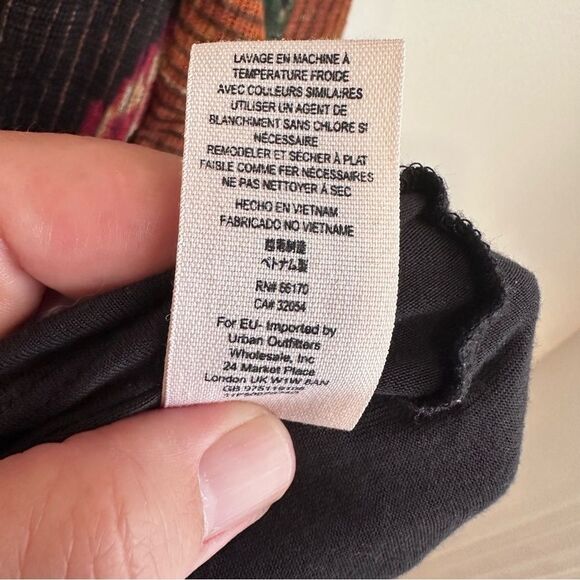 LAVAGE EN MACHINE À
TEMPERATURE FROIDE
AVEC COULEURS SIMILAIRES
UTILISER UN AGENT DE
BLANCHIMENT SANS CHLORE SI
NÉCESSAIRE
REMODELER ET SÉCHER À PLAT
FAIBLE COMME FER NÉCESSAIRES
NE PAS NETTOYER À SEC
HECHO EN VIETNAM
FABRICADO NO VIETNAME
越南制造
ベトナム製
RN# 66170
CA# 32054
For EU- Imported by
Urban Outfitters
Wholesale, Inc
24 Market Place
London UK W1W 8AN